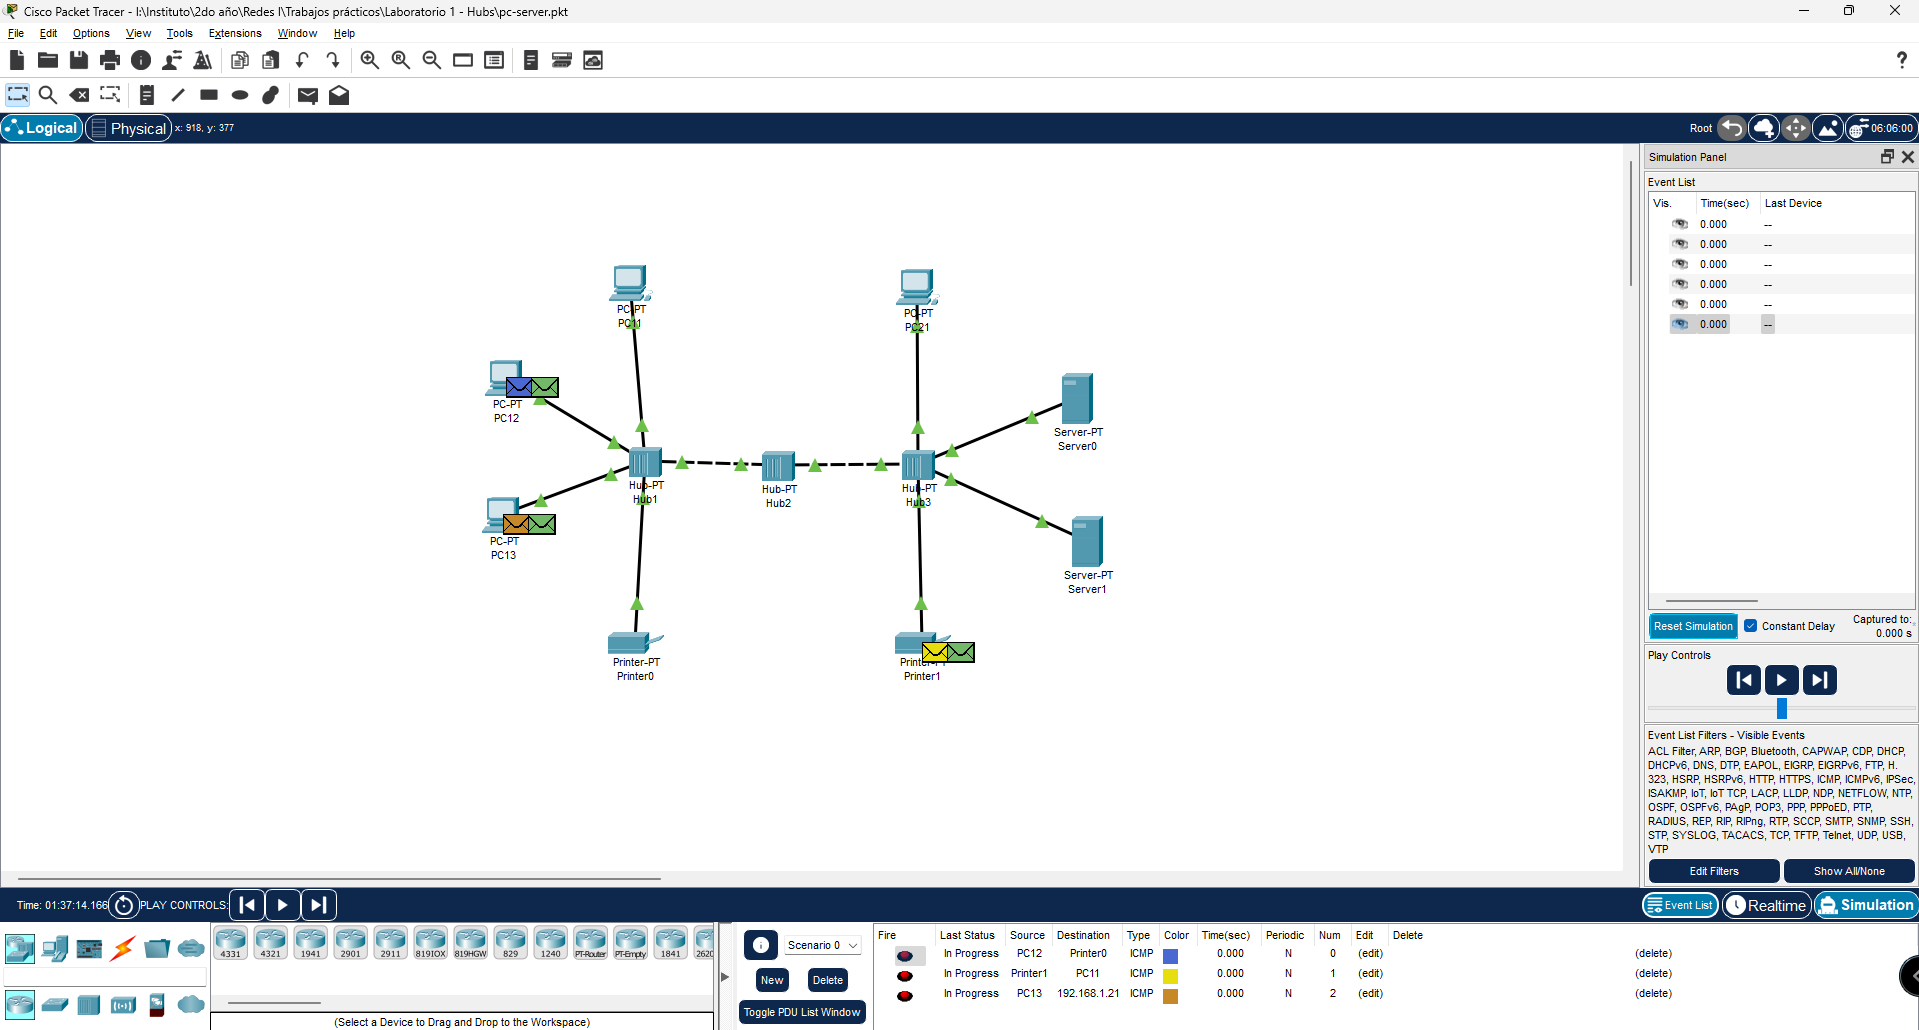 Cisco Packet Tracer - I:\Instituto\2do año\Redes I\Trabajos prácticos\Laboratorio 1 - Hubs\pc-server.pkt
File Edit Options View Tools Extensions Window Help
Logical Physical x: 918, y: 377 Root 06:06:00
Simulation Panel
Event List
Vis. Time(sec) Last Device
0.000 --
0.000 --
0.000 --
0.000 --
0.000 --
0.000 --
PC-PT
PC11
PC-PT
PC21
PC-PT
PC12
Server-PT
Server0
Hub-PT
Hub1
Hub-PT
Hub2
Hub-PT
Hub3
PC-PT
PC13
Server-PT
Server1
Printer-PT
Printer0
Printer-PT
Printer1
Reset Simulation Constant Delay Captured to:
0.000 s
Play Controls
Event List Filters - Visible Events
ACL Filter, ARP, BGP, Bluetooth, CAPWAP, CDP, DHCP,
DHCPv6, DNS, DTP, EAPOL, EIGRP, EIGRPv6, FTP, H.
323, HSRP, HSRPv6, HTTP, HTTPS, ICMP, ICMPv6, IPSec,
ISAKMP, IoT, IoT TCP, LACP, LLDP, NDP, NETFLOW, NTP,
OSPF, OSPFv6, PAgP, POP3, PPP, PPPoED, PTP,
RADIUS, REP, RIP, RIPng, RTP, SCCP, SMTP, SNMP, SSH,
STP, SYSLOG, TACACS, TCP, TFTP, Telnet, UDP, USB,
VTP
Edit Filters Show All/None
Time: 01:37:14.166 PLAY CONTROLS: Event List Realtime Simulation
4331 4321 1941 2901 2911 819IOX 819HGW 829 1240 PT-Router PT-Empty 1841 2620
(Select a Device to Drag and Drop to the Workspace)
Scenario 0
New Delete
Toggle PDU List Window
Fire Last Status Source Destination Type Color Time(sec) Periodic Num Edit Delete
In Progress PC12 Printer0 ICMP 0.000 N 0 (edit) (delete)
In Progress Printer1 PC11 ICMP 0.000 N 1 (edit) (delete)
In Progress PC13 192.168.1.21 ICMP 0.000 N 2 (edit) (delete)